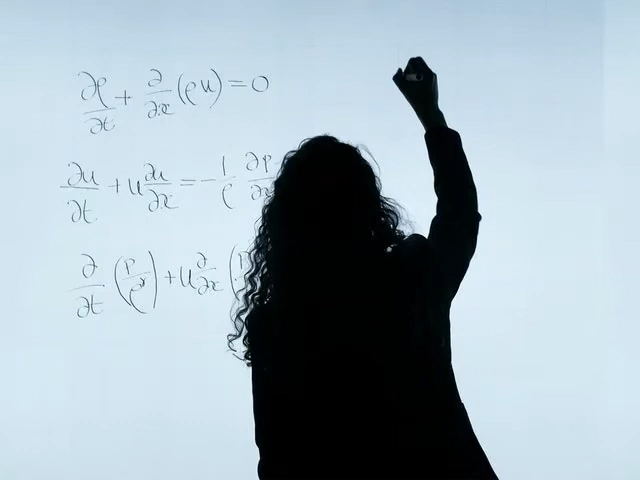 ∂ρ/∂t + ∂/∂x (ρu) = 0
∂u/∂t + u ∂u/∂x = - 1/ρ ∂p/∂x
∂/∂t (p/ρ^γ) + u ∂/∂x (p